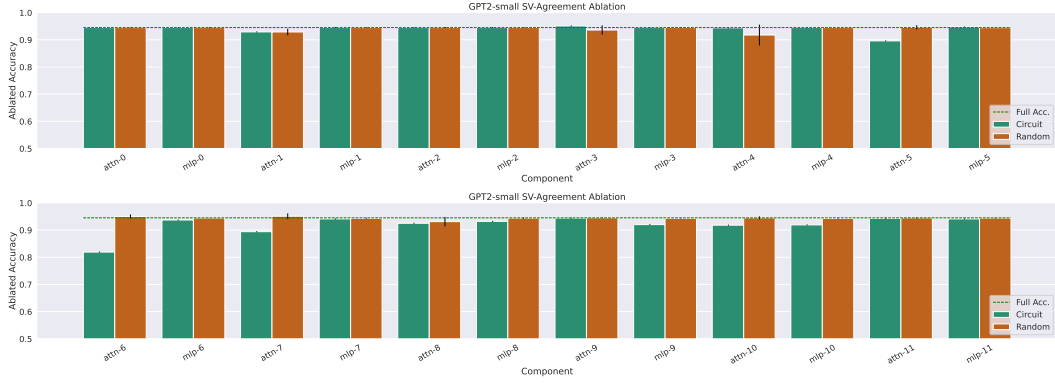 GPT2-small SV-Agreement Ablation
Ablated Accuracy
1.0
0.9
0.8
0.7
0.6
0.5
attn-0
mlp-0
attn-1
mlp-1
attn-2
mlp-2
attn-3
mlp-3
attn-4
mlp-4
attn-5
mlp-5
Component
Full Acc.
Circuit
Random
GPT2-small SV-Agreement Ablation
Ablated Accuracy
1.0
0.9
0.8
0.7
0.6
0.5
attn-6
mlp-6
attn-7
mlp-7
attn-8
mlp-8
attn-9
mlp-9
attn-10
mlp-10
attn-11
mlp-11
Component
Full Acc.
Circuit
Random